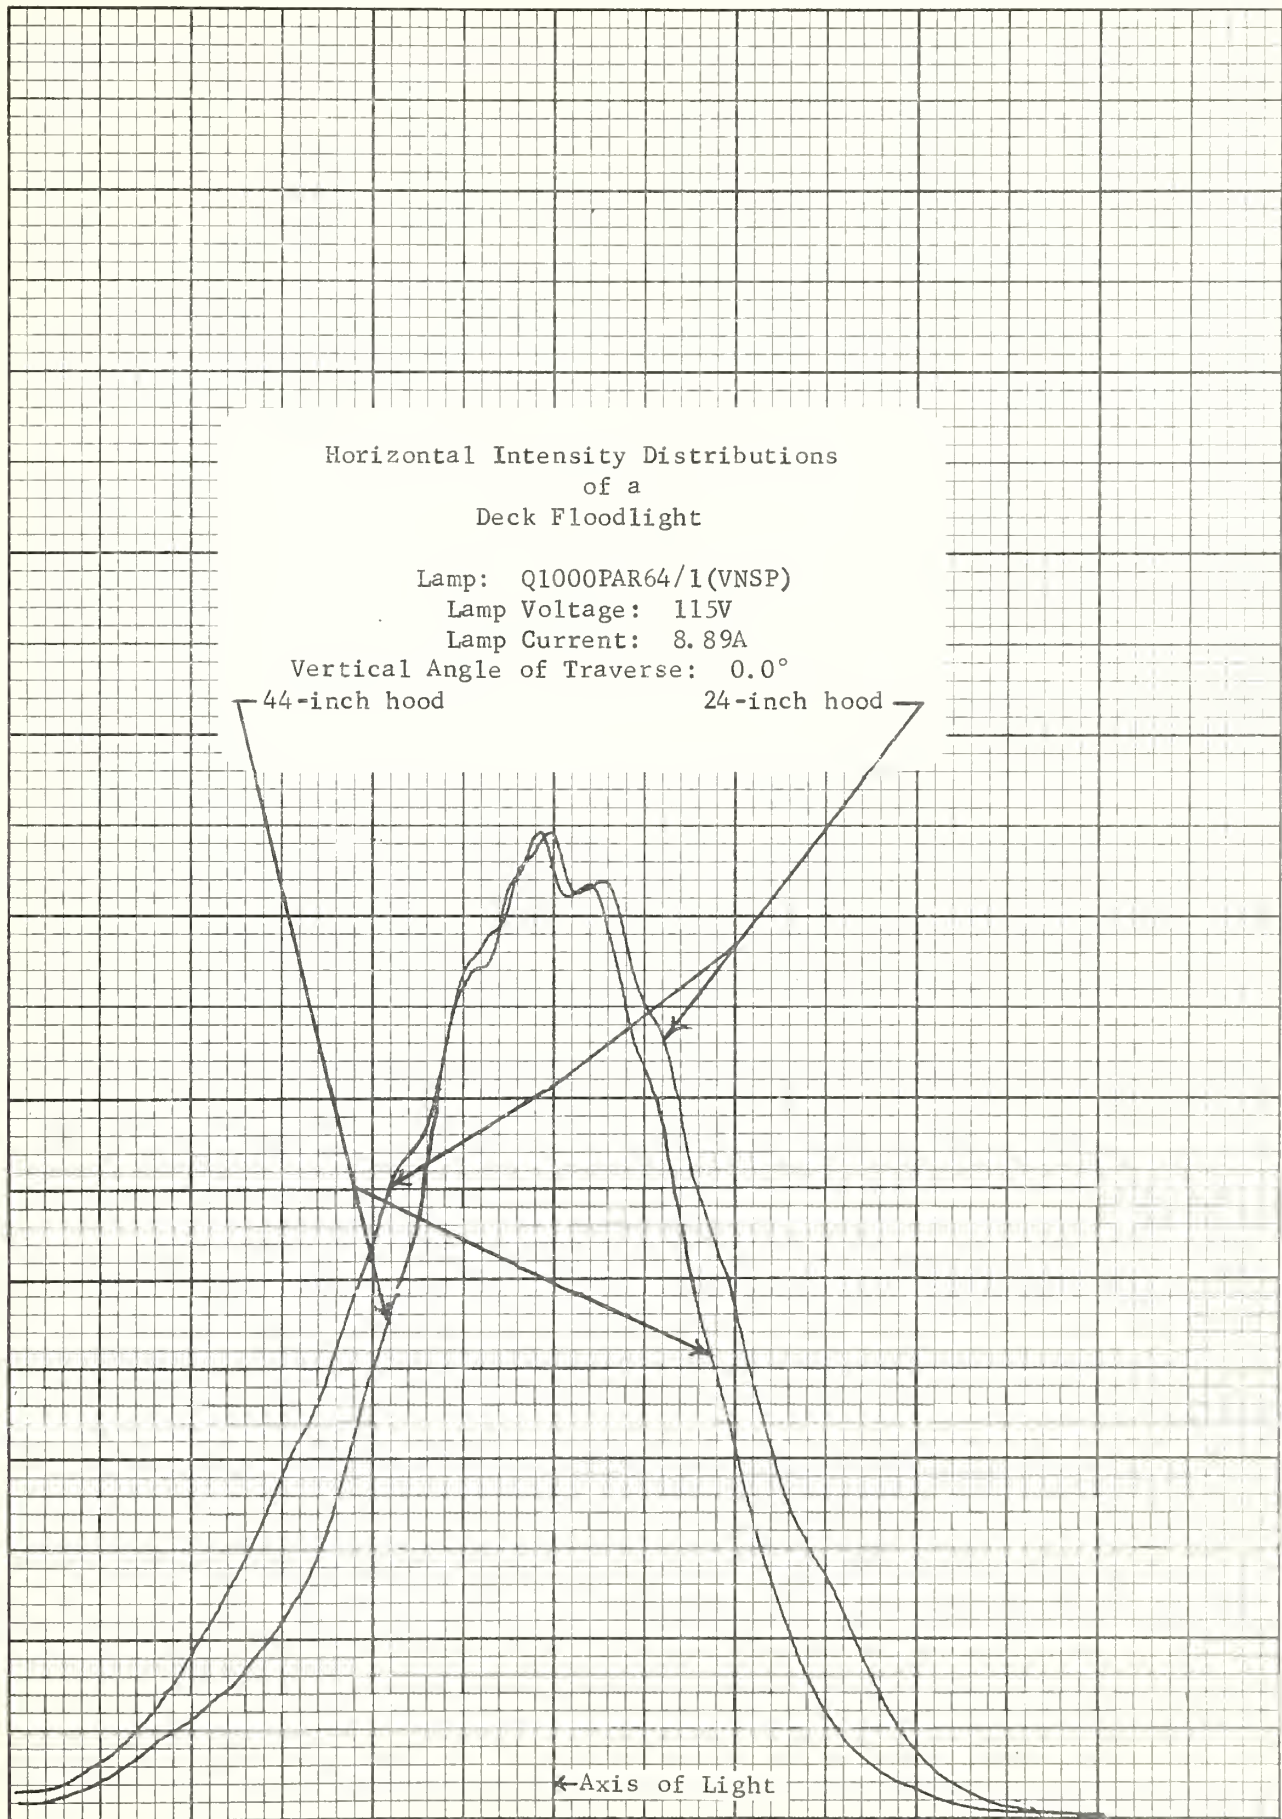 Horizontal Intensity Distributions
of a
Deck Floodlight
Lamp: Q1000PAR64/1(VNSP)
Lamp Voltage: 115V
Lamp Current: 8.89A
Vertical Angle of Traverse: 0.0°
44-inch hood 24-inch hood
Axis of Light